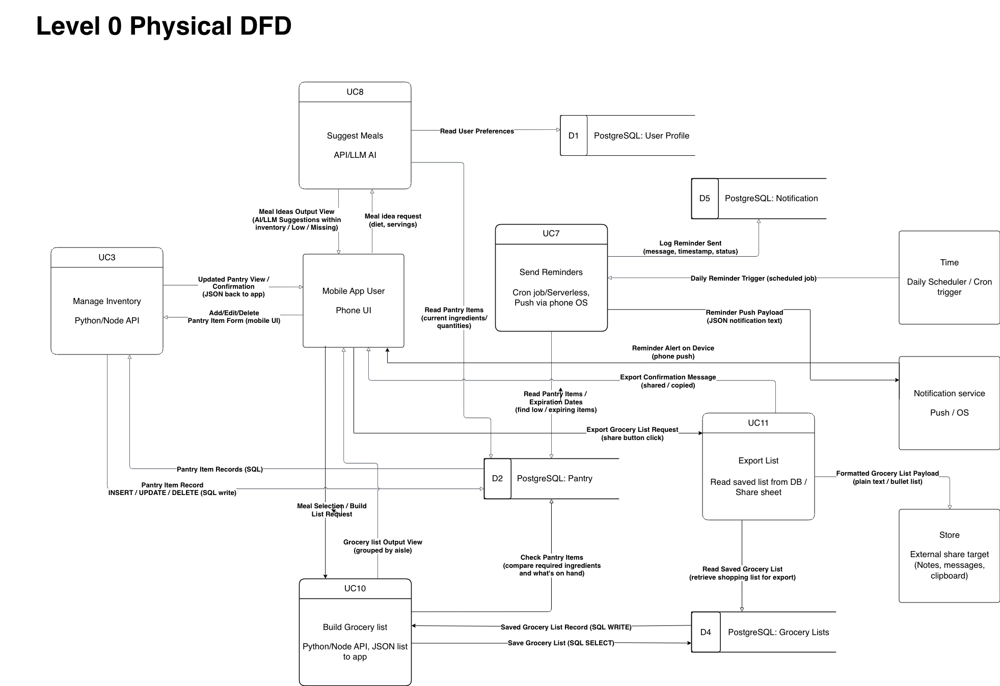 Level 0 Physical DFD
UC8
Suggest Meals
API/LLM AI
Read User Preferences
D1
PostgreSQL: User Profile
D5
PostgreSQL: Notification
Meal Ideas Output View
(AI/LLM Suggestions within
inventory / Low / Missing)
Meal idea request
(diet, servings)
UC7
Send Reminders
Cron job/Serverless,
Push via phone OS
Log Reminder Sent
(message, timestamp, status)
Time
Daily Scheduler / Cron
trigger
Daily Reminder Trigger (scheduled job)
UC3
Manage Inventory
Python/Node API
Updated Pantry View /
Confirmation
(JSON back to app)
Add/Edit/Delete
Pantry Item Form (mobile UI)
Mobile App User
Phone UI
Read Pantry Items
(current ingredients/
quantities)
Reminder Push Payload
(JSON notification text)
Reminder Alert on Device
(phone push)
Export Confirmation Message
(shared / copied)
Notification service
Push / OS
Read Pantry Items /
Expiration Dates
(find low / expiring items)
Export Grocery List Request
(share button click)
UC11
Export List
Read saved list from DB /
Share sheet
Pantry Item Records (SQL)
Pantry Item Record
INSERT / UPDATE / DELETE (SQL write)
D2
PostgreSQL: Pantry
Formatted Grocery List Payload
(plain text / bullet list)
Meal Selection / Build
List Request
Grocery list Output View
(grouped by aisle)
Check Pantry Items
(compare required ingredients
and what's on hand)
Read Saved Grocery List
(retrieve shopping list for export)
Store
External share target
(Notes, messages,
clipboard)
UC10
Build Grocery list
Python/Node API, JSON list
to app
Saved Grocery List Record (SQL WRITE)
Save Grocery List (SQL SELECT)
D4
PostgreSQL: Grocery Lists